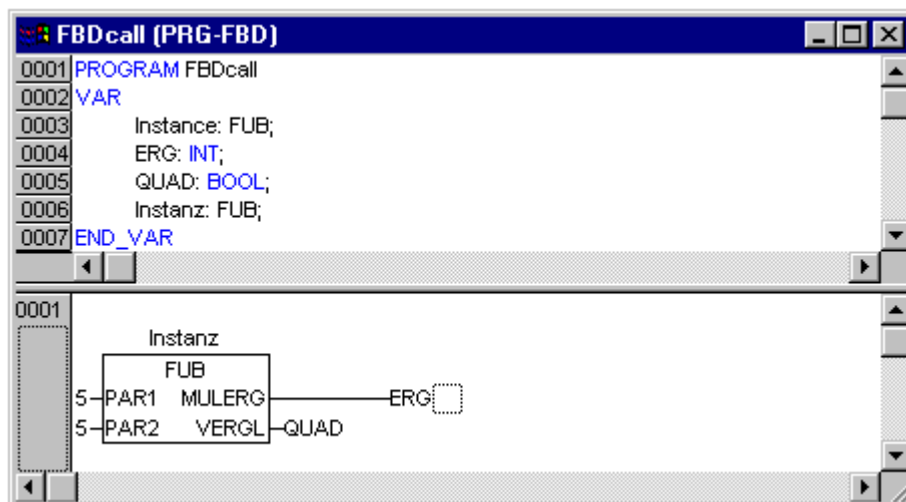 FBDcall (PRG-FBD)
0001 PROGRAM FBDcall
0002 VAR
0003 Instance: FUB;
0004 ERG: INT;
0005 QUAD: BOOL;
0006 Instanz: FUB;
0007 END_VAR
0001
Instanz
FUB
5 PAR1 MULERG ERG
5 PAR2 VERGL QUAD